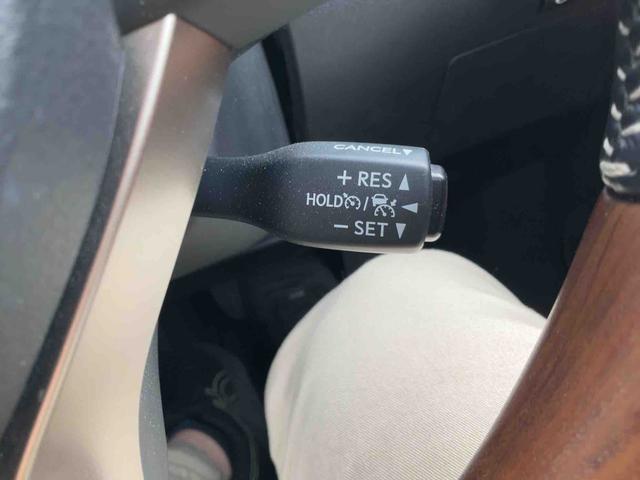 CANCEL
+ RES
HOLD /
- SET